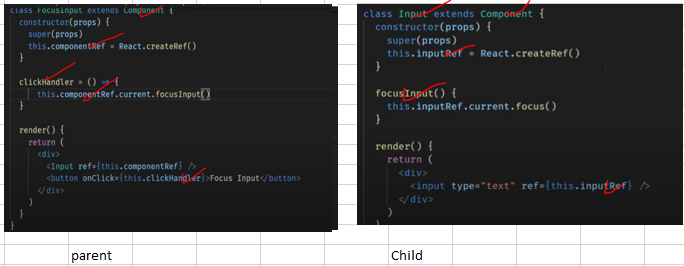 class FocusInput extends Component {
constructor(props) {
super(props)
this.componentRef = React.createRef()
}
clickHandler = () => {
this.componentRef.current.focusInput()
}
render() {
return (
<div>
<Input ref={this.componentRef} />
<button onClick={this.clickHandler}>Focus Input</button>
</div>
)
}
}
parent
class Input extends Component {
constructor(props) {
super(props)
this.inputRef = React.createRef()
}
focusInput() {
this.inputRef.current.focus()
}
render() {
return (
<div>
<input type="text" ref={this.inputRef} />
</div>
)
}
Child